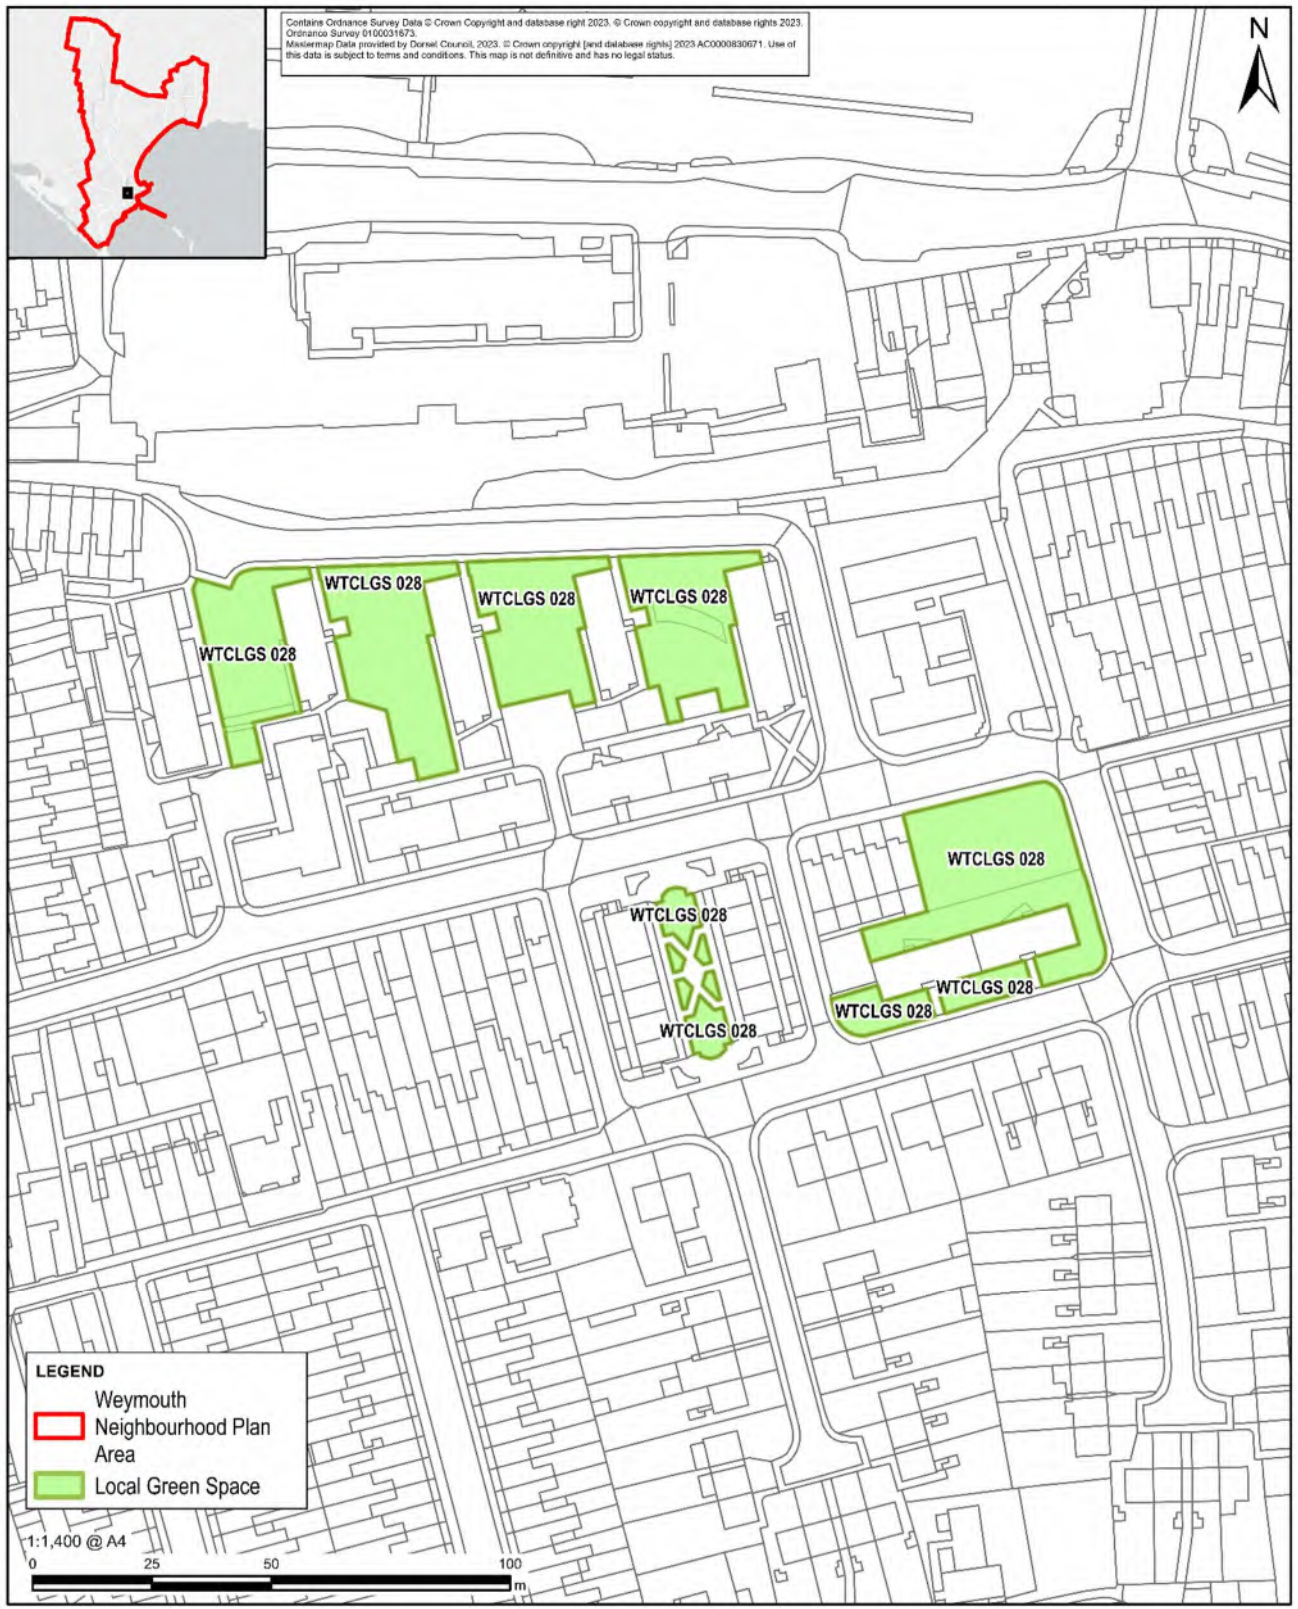 Contains Ordnance Survey Data © Crown Copyright and database right 2023. © Crown copyright and database rights 2023.
Ordnance Survey 0100031673.
Mastermap Data provided by Dorset Council, 2023. © Crown copyright [and database rights] 2023 AC0000830671. Use of
this data is subject to terms and conditions. This map is not definitive and has no legal status.
N
WTCLGS 028
WTCLGS 028
WTCLGS 028
WTCLGS 028
WTCLGS 028
WTCLGS 028
WTCLGS 028
WTCLGS 028
WTCLGS 028
WTCLGS 028
LEGEND
Weymouth
Neighbourhood Plan
Area
Local Green Space
1:1,400 @ A4
0 25 50 100
m